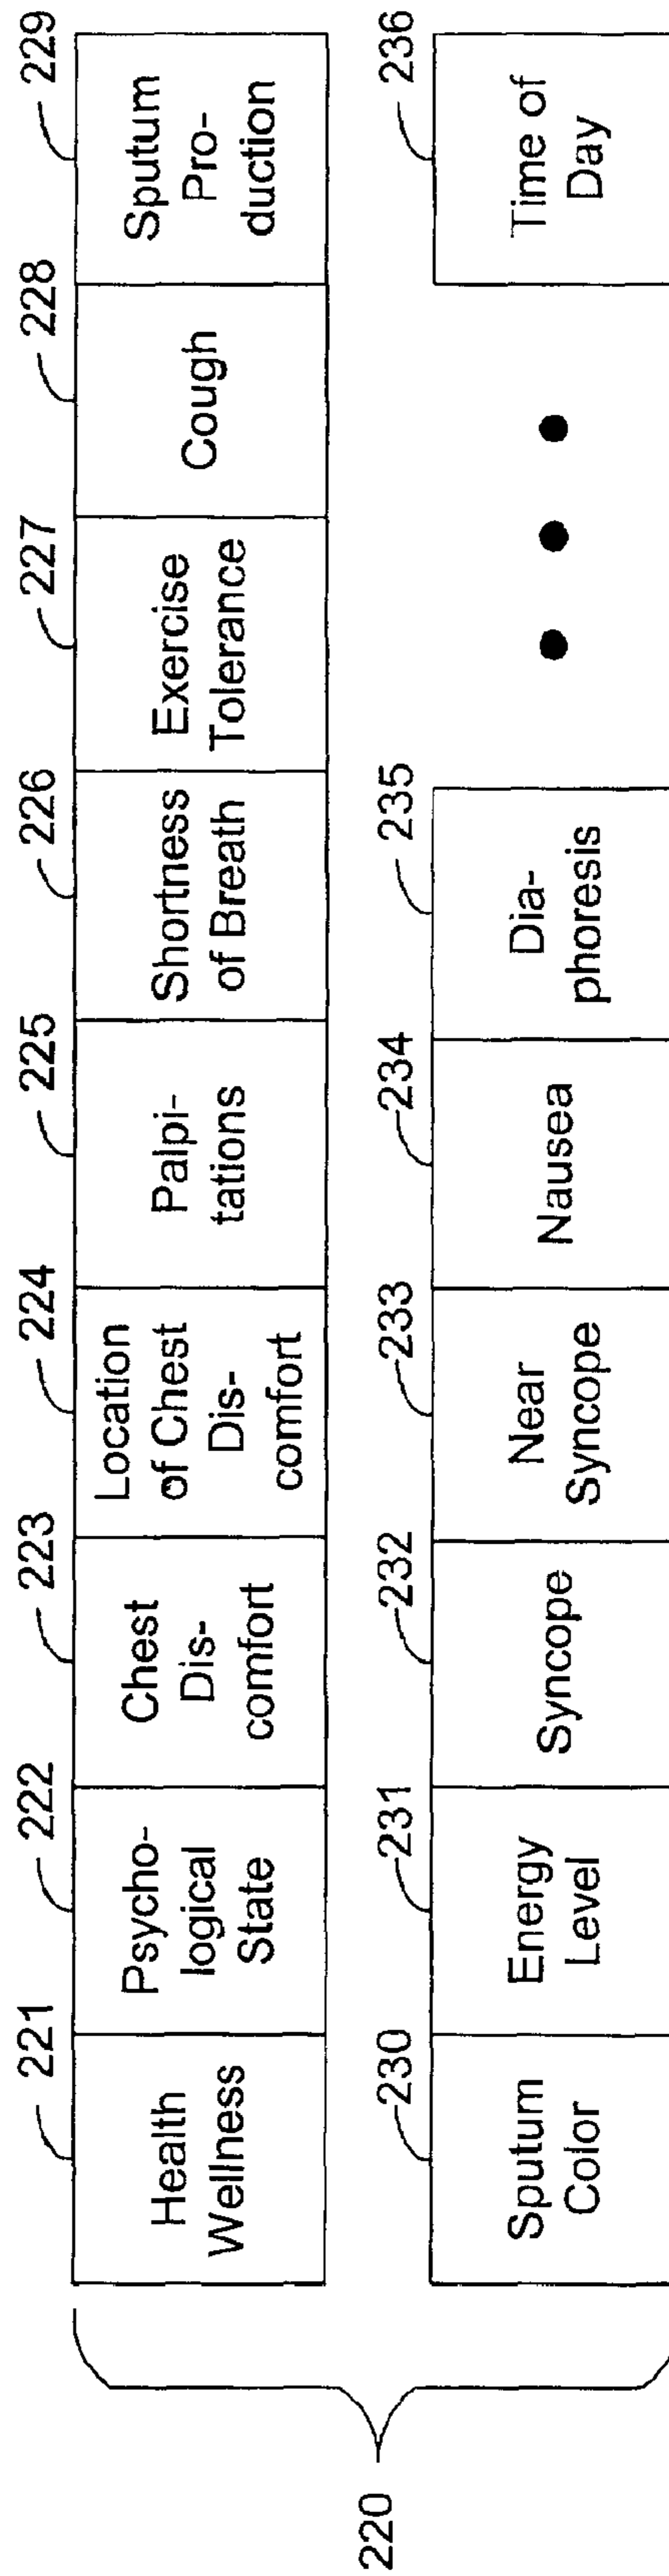 221
222
223
224
225
226
227
228
229
Health
Wellness
Psycho-
logical
State
Chest
Dis-
comfort
Location
of Chest
Dis-
comfort
Palpi-
tations
Shortness
of Breath
Exercise
Tolerance
Cough
Sputum
Pro-
duction
220
230
231
232
233
234
235
236
Sputum
Color
Energy
Level
Syncope
Near
Syncope
Nausea
Dia-
phoresis
Time of
Day